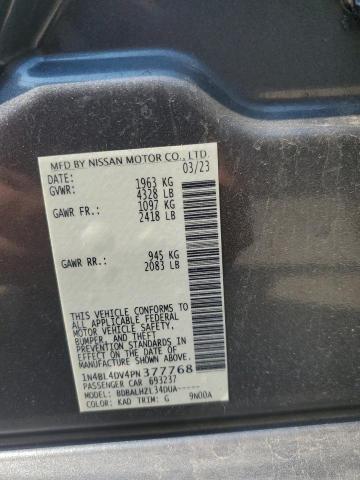 MFD BY NISSAN MOTOR CO., LTD.
DATE: 03/23
GVWR: 1963 KG
4328 LB
GAWR FR.: 1097 KG
2418 LB
GAWR RR.: 945 KG
2083 LB
THIS VEHICLE CONFORMS TO
ALL APPLICABLE FEDERAL
MOTOR VEHICLE SAFETY,
BUMPER, AND THEFT
PREVENTION STANDARDS
IN EFFECT ON THE DATE OF
MANUFACTURE SHOWN ABOVE.
1N4BL4DV4PN377768
PASSENGER CAR 693237
MODEL: BDBALHZL34DUA-----
COLOR: KAD TRIM: G 9N00A